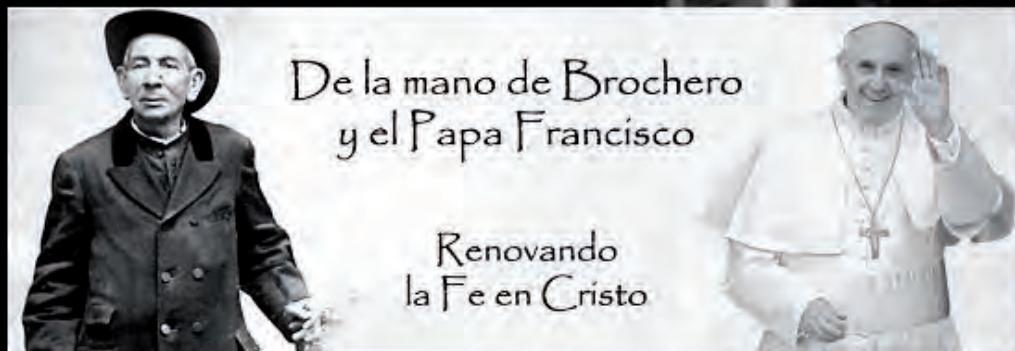 De la mano de Brochero
y el Papa Francisco
Renovando
la Fe en Cristo